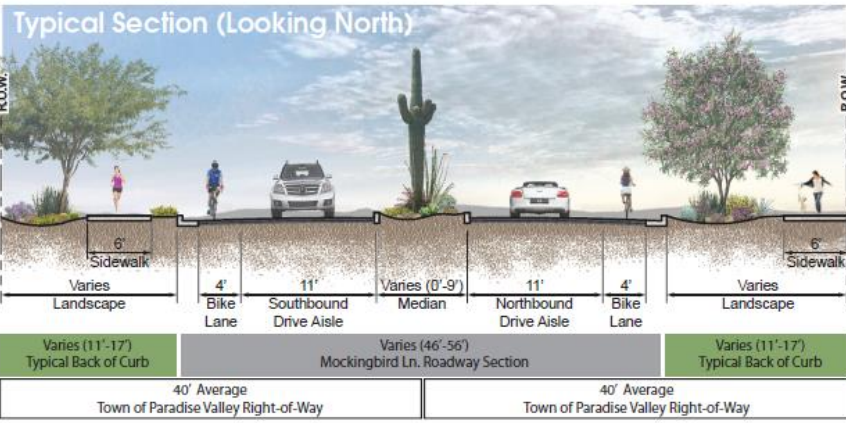 Typical Section (Looking North)
R.O.W.
R.O.W.
6'
Sidewalk
6'
Sidewalk
Varies
Landscape
4'
Bike
Lane
11'
Southbound
Drive Aisle
Varies (0'-9')
Median
11'
Northbound
Drive Aisle
4'
Bike
Lane
Varies
Landscape
Varies (11'-17')
Typical Back of Curb
Varies (46'-56')
Mockingbird Ln. Roadway Section
Varies (11'-17')
Typical Back of Curb
40' Average
Town of Paradise Valley Right-of-Way
40' Average
Town of Paradise Valley Right-of-Way